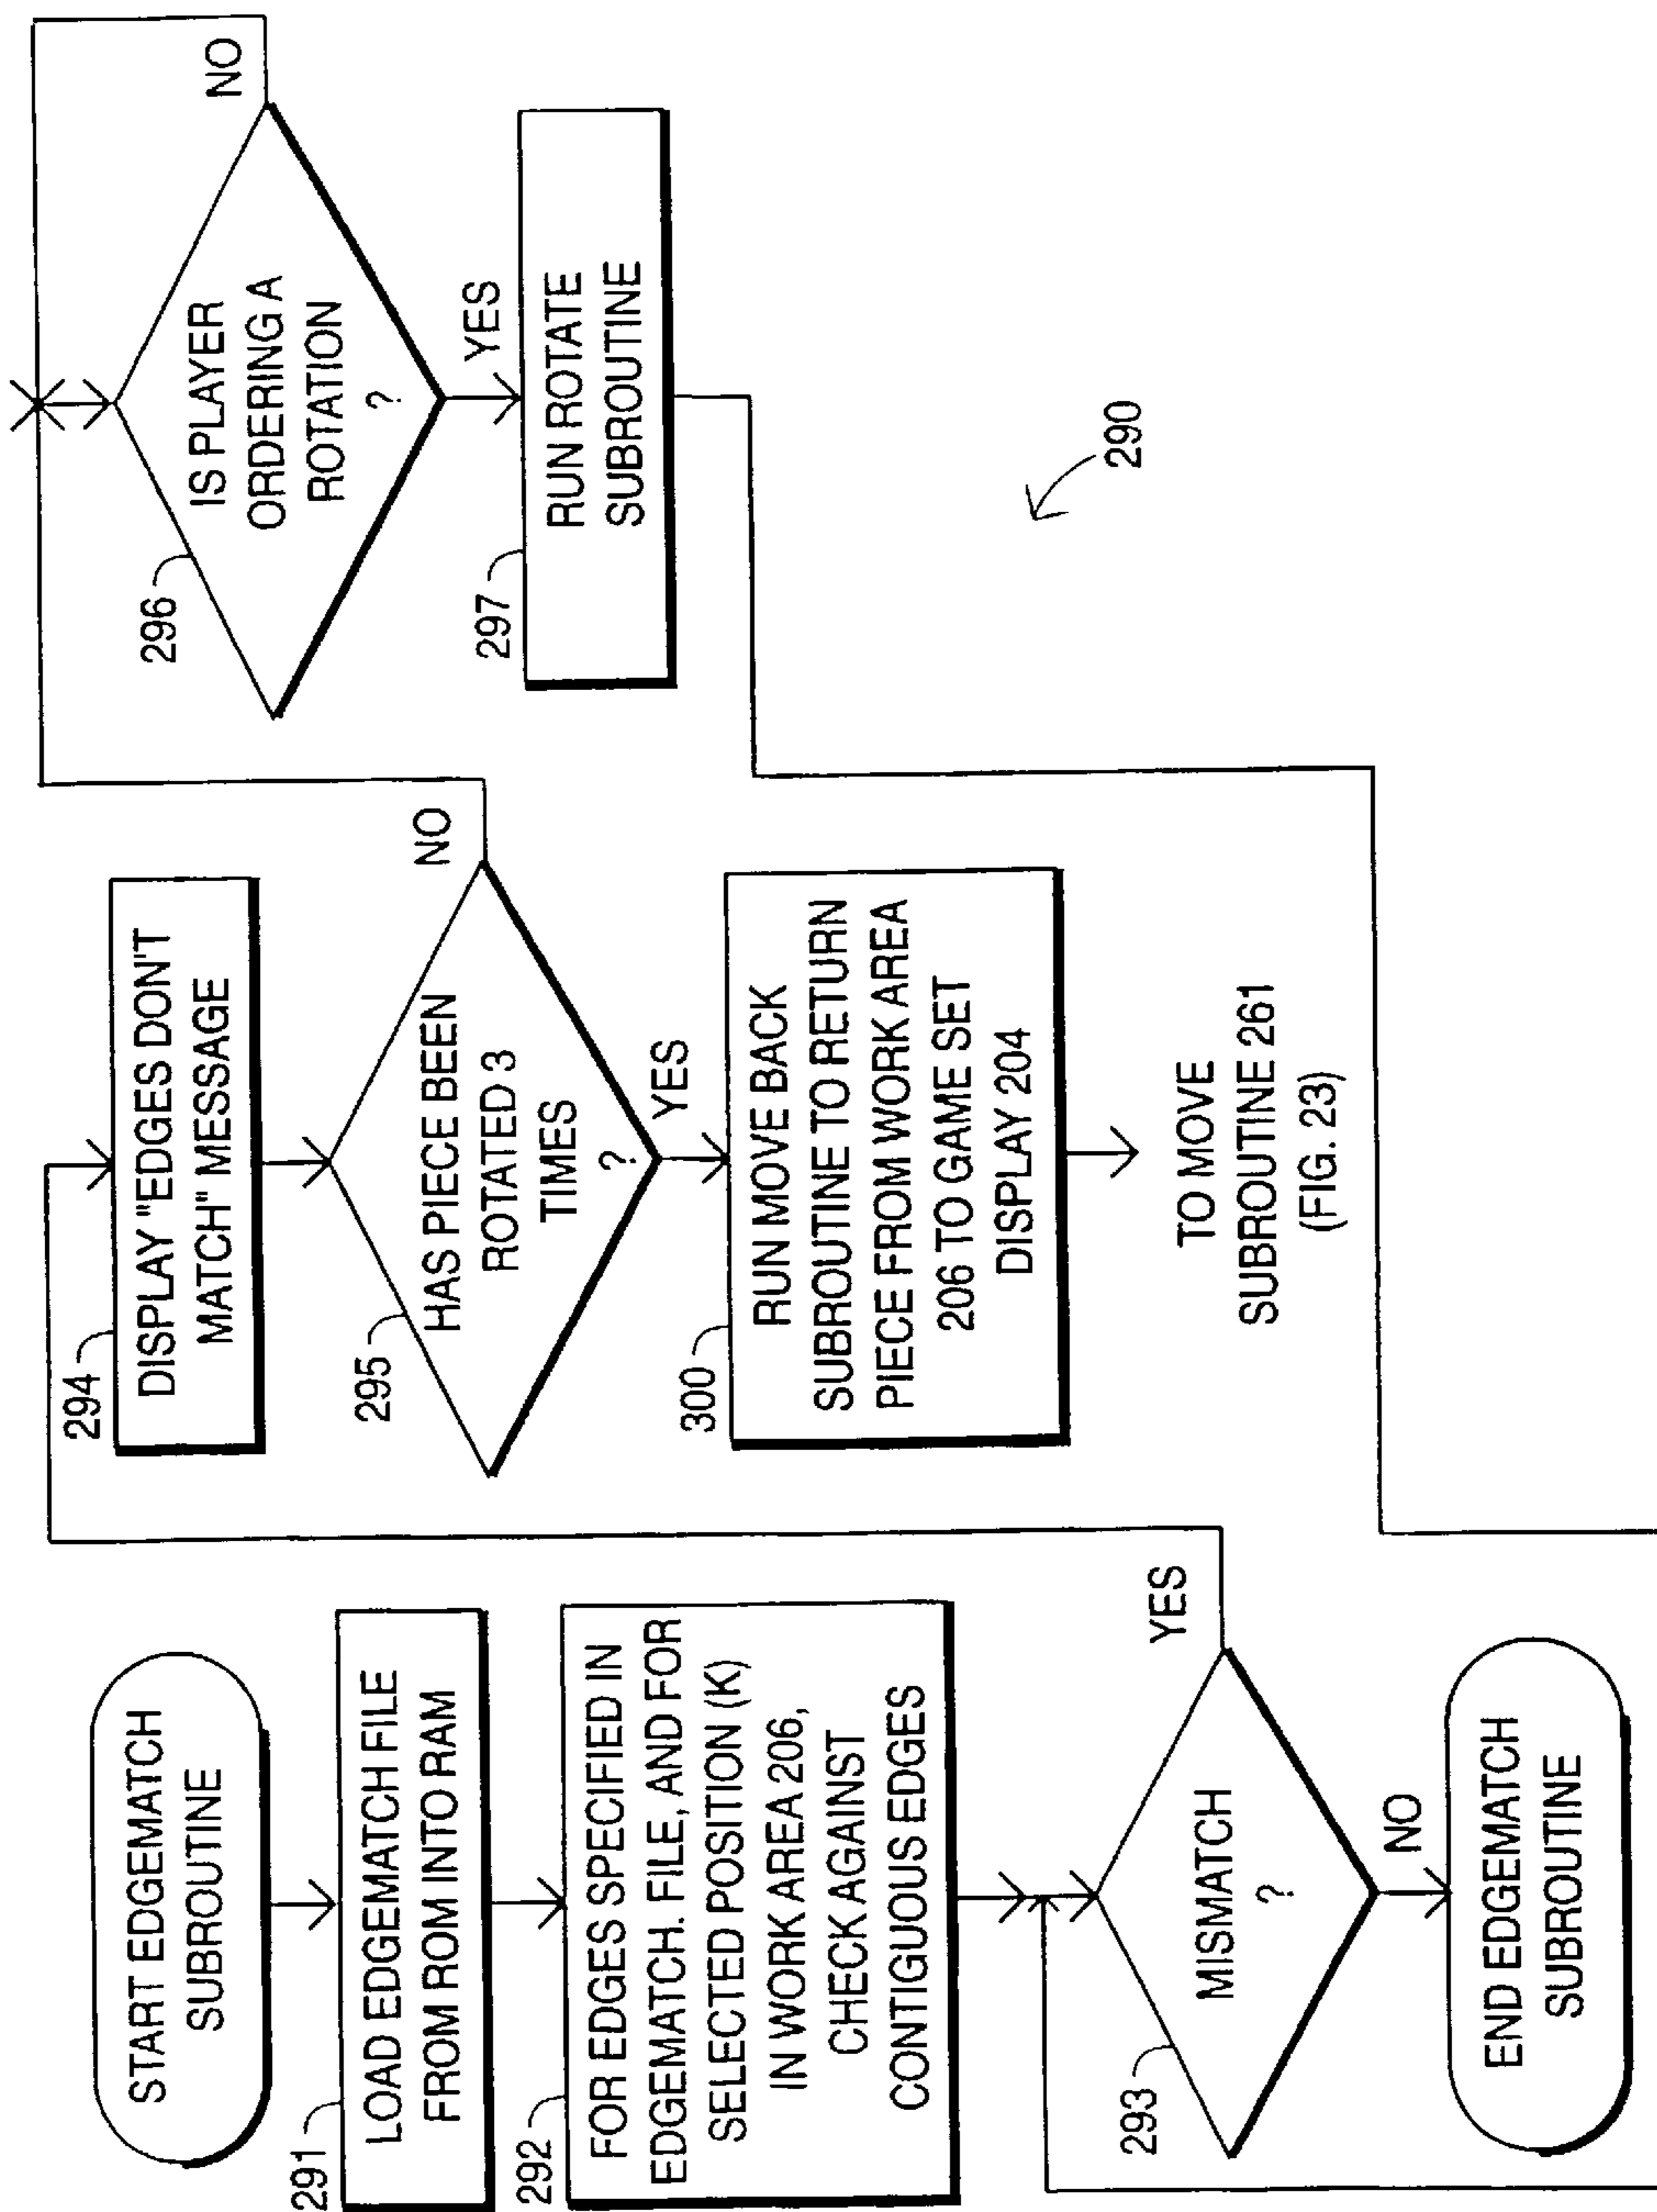 START EDGEMATCH
SUBROUTINE
291
LOAD EDGEMATCH FILE
FROM ROM INTO RAM
292
FOR EDGES SPECIFIED IN
EDGEMATCH. FILE, AND FOR
SELECTED POSITION (K)
IN WORK AREA 206,
CHECK AGAINST
CONTIGUOUS EDGES
293
MISMATCH
?
YES
NO
END EDGEMATCH
SUBROUTINE
294
DISPLAY "EDGES DON'T
MATCH" MESSAGE
295
HAS PIECE BEEN
ROTATED 3
TIMES
?
NO
YES
300
RUN MOVE BACK
SUBROUTINE TO RETURN
PIECE FROM WORK AREA
206 TO GAME SET
DISPLAY 204
TO MOVE
SUBROUTINE 261
(FIG. 23)
296
IS PLAYER
ORDERING A
ROTATION
?
NO
YES
297
RUN ROTATE
SUBROUTINE
290